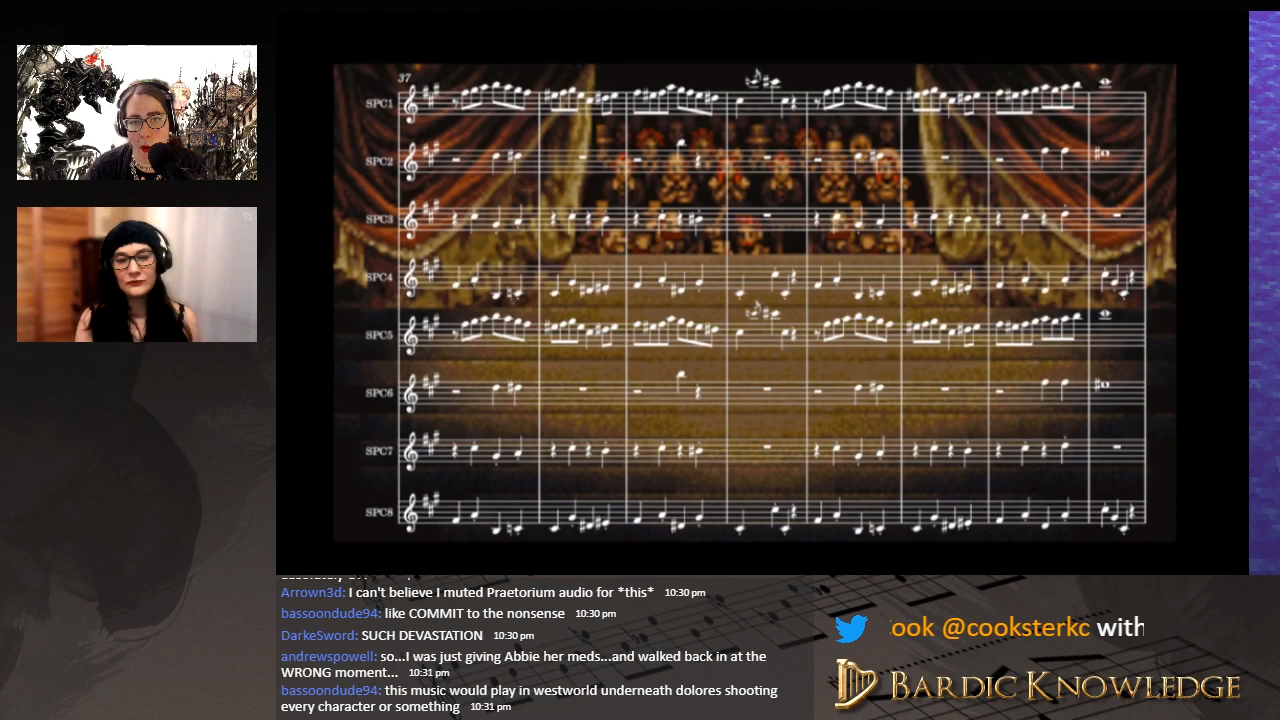 37
SPC1
SPC2
SPC3
SPC4
SPC5
SPC6
SPC7
SPC8
Arrown3d: I can't believe I muted Praetorium audio for *this* 10:30 pm
bassoondude94: like COMMIT to the nonsense 10:30 pm
DarkeSword: SUCH DEVASTATION 10:30 pm
andrewspowell: so...I was just giving Abbie her meds...and walked back in at the
WRONG moment... 10:31 pm
bassoondude94: this music would play in westworld underneath dolores shooting
every character or something 10:31 pm
ook @cooksterkc with
BARDIC KNOWLEDGE